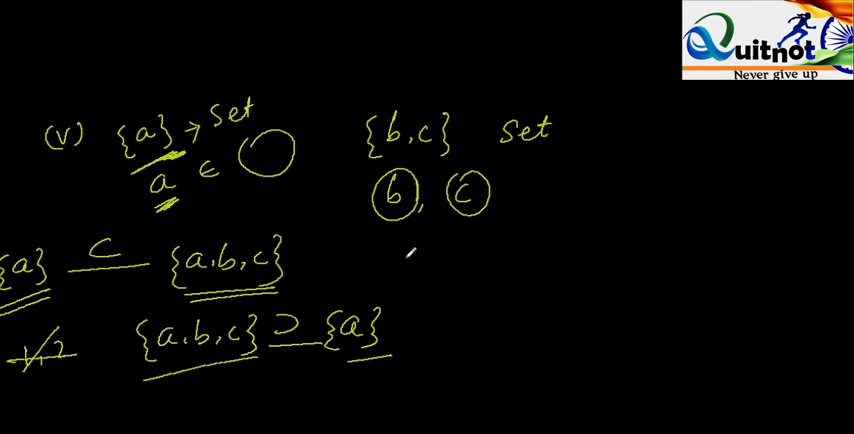 Quitnot
Never give up
(v) {a} → set {b,c} set
a ∈ b, c
{a} ⊂ {a,b,c}
{a,b,c} ⊃ {a}